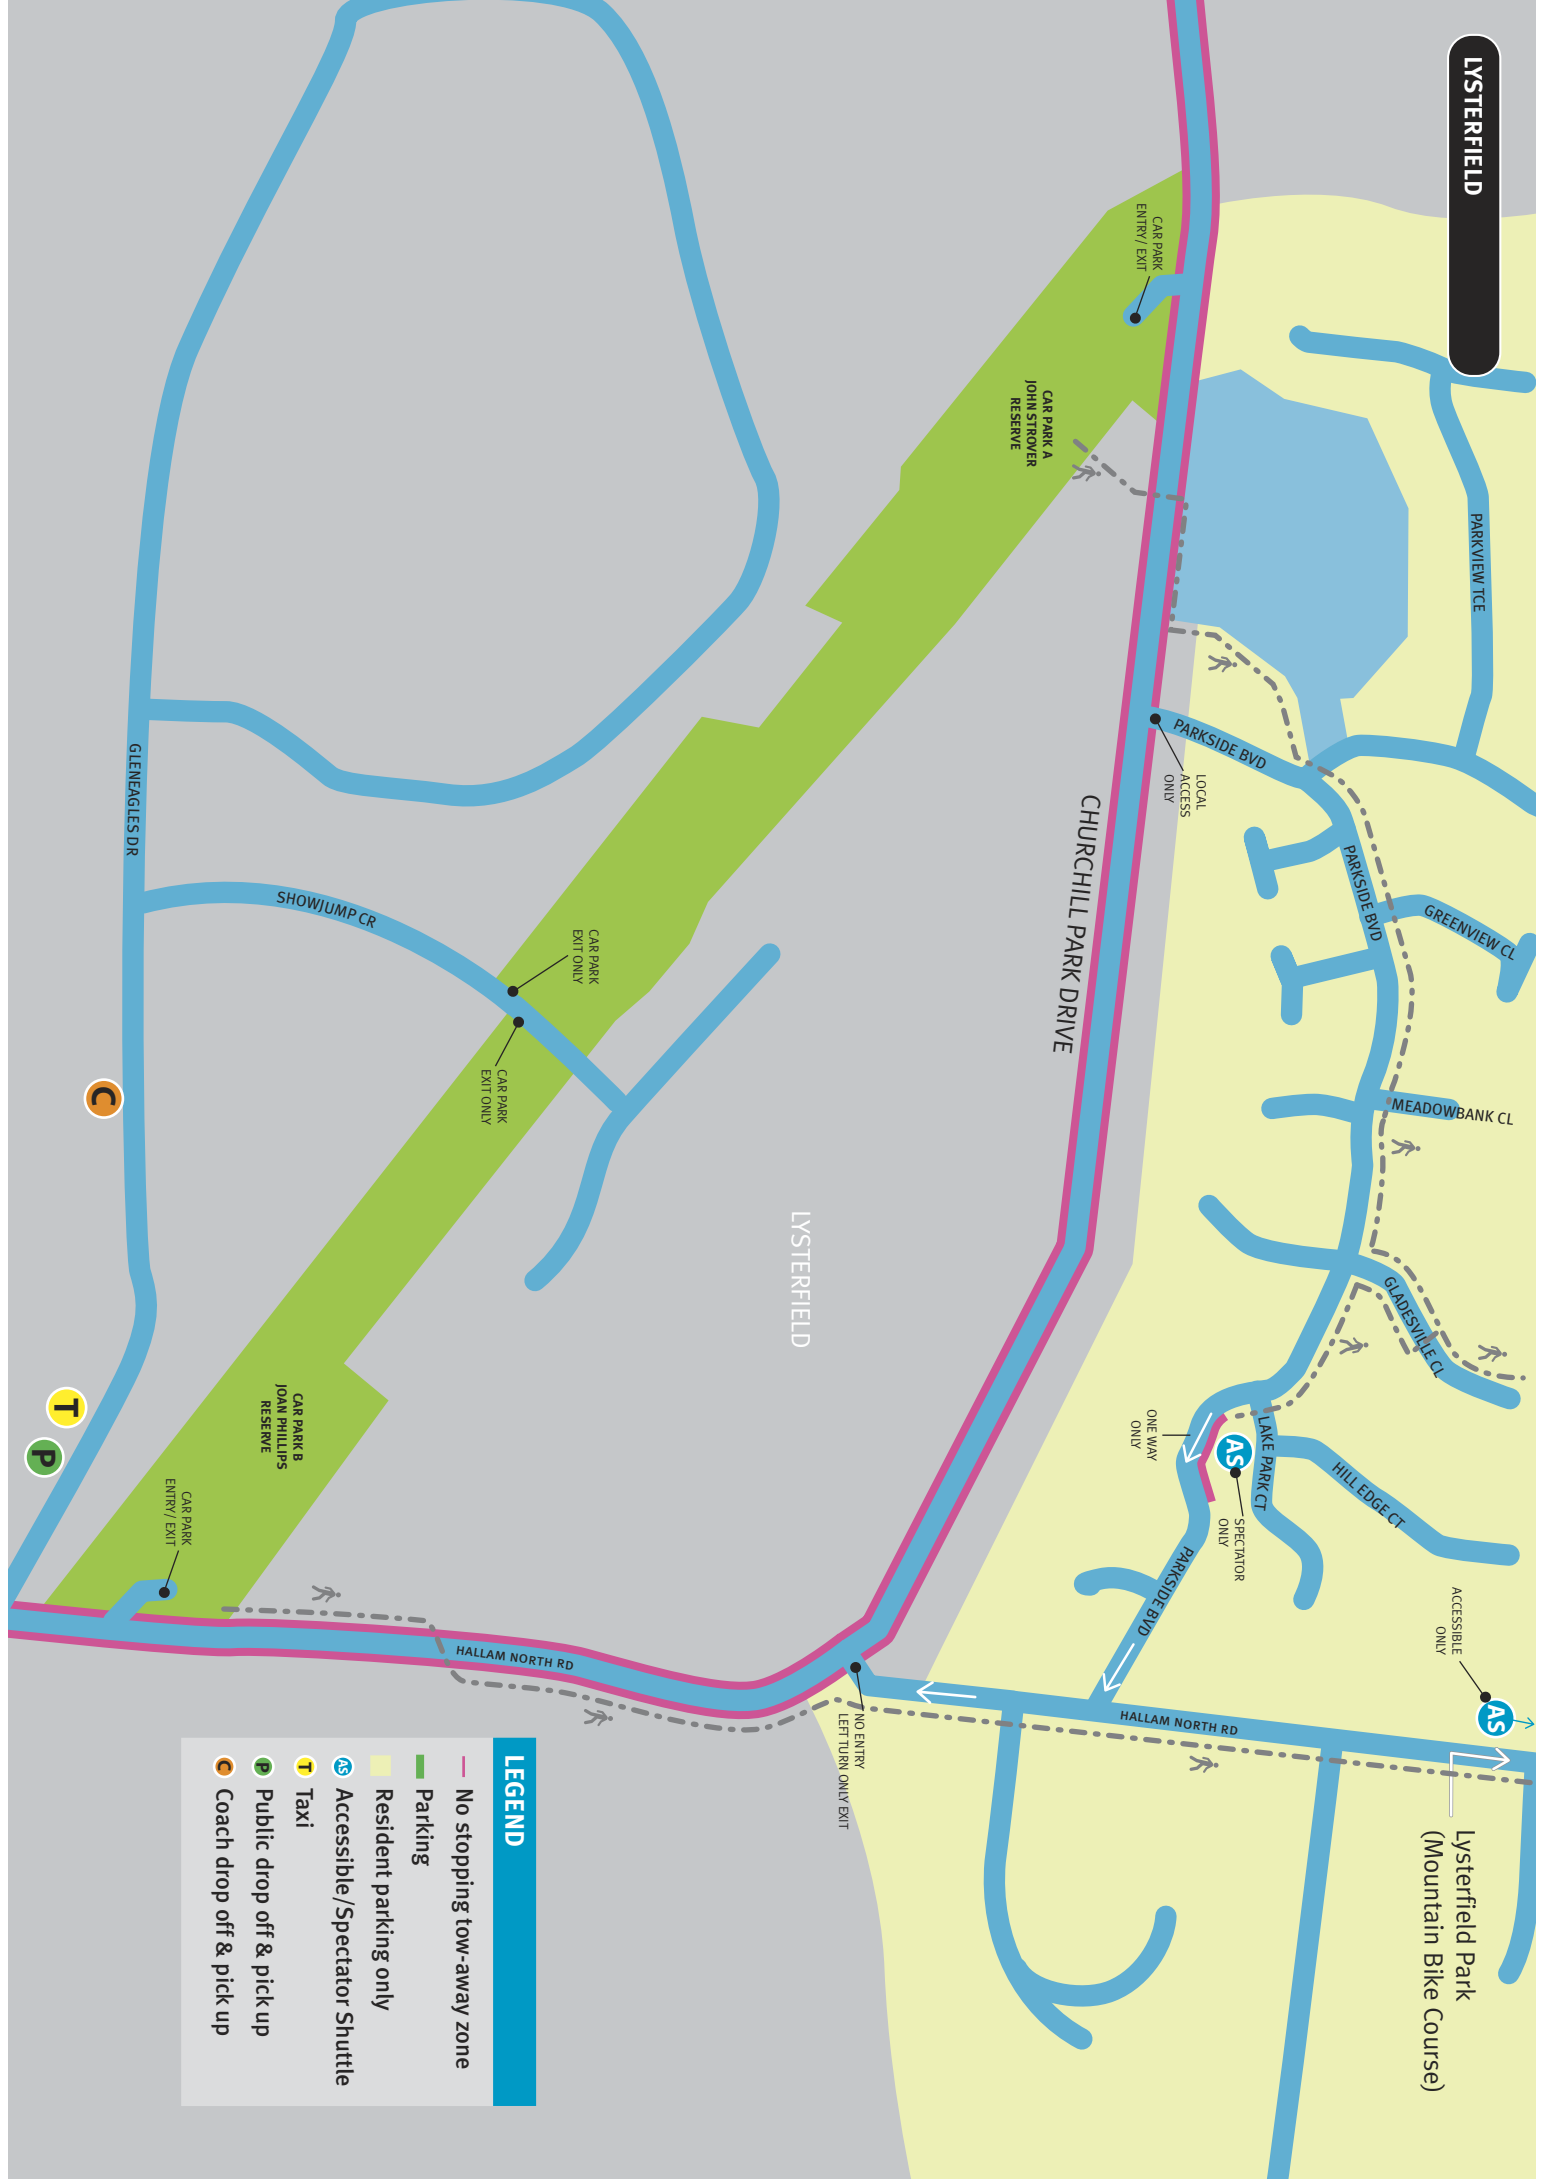 LYSTERFIELD
PARKVIEW TCE
CAR PARK
ENTRY/ EXIT
CAR PARK A
JOHN STROVER
RESERVE
PARKSIDE BVD
LOCAL
ACCESS
ONLY
PARKSIDE BVD
GREENVIEW CL
MEADOWBANK CL
CHURCHILL PARK DRIVE
GLADESVILLE CL
LAKE PARK CT
HILL EDGE CT
ONE WAY
ONLY
AS
SPECTATOR
ONLY
PARKSIDE BVD
ACCESSIBLE
ONLY
AS
HALLAM NORTH RD
Lysterfield Park
(Mountain Bike Course)
NO ENTRY
LEFT TURN ONLY EXIT
LYSTERFIELD
GLENEAGLES DR
SHOWJUMP CR
CAR PARK
EXIT ONLY
CAR PARK
EXIT ONLY
C
CAR PARK B
JOAN PHILLIPS
RESERVE
T
P
CAR PARK
ENTRY/ EXIT
HALLAM NORTH RD
LEGEND
No stopping tow-away zone
Parking
Resident parking only
AS Accessible/Spectator Shuttle
T Taxi
P Public drop off & pick up
C Coach drop off & pick up